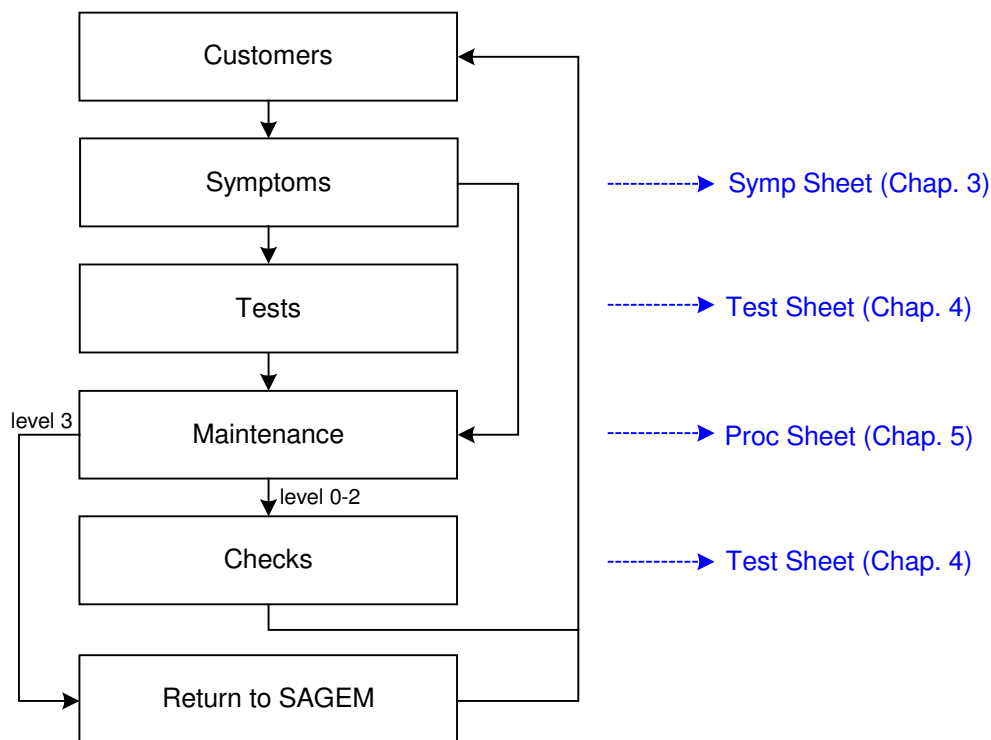 Customers
Symptoms
Symp Sheet (Chap. 3)
Tests
Test Sheet (Chap. 4)
level 3
Maintenance
Proc Sheet (Chap. 5)
level 0-2
Checks
Test Sheet (Chap. 4)
Return to SAGEM